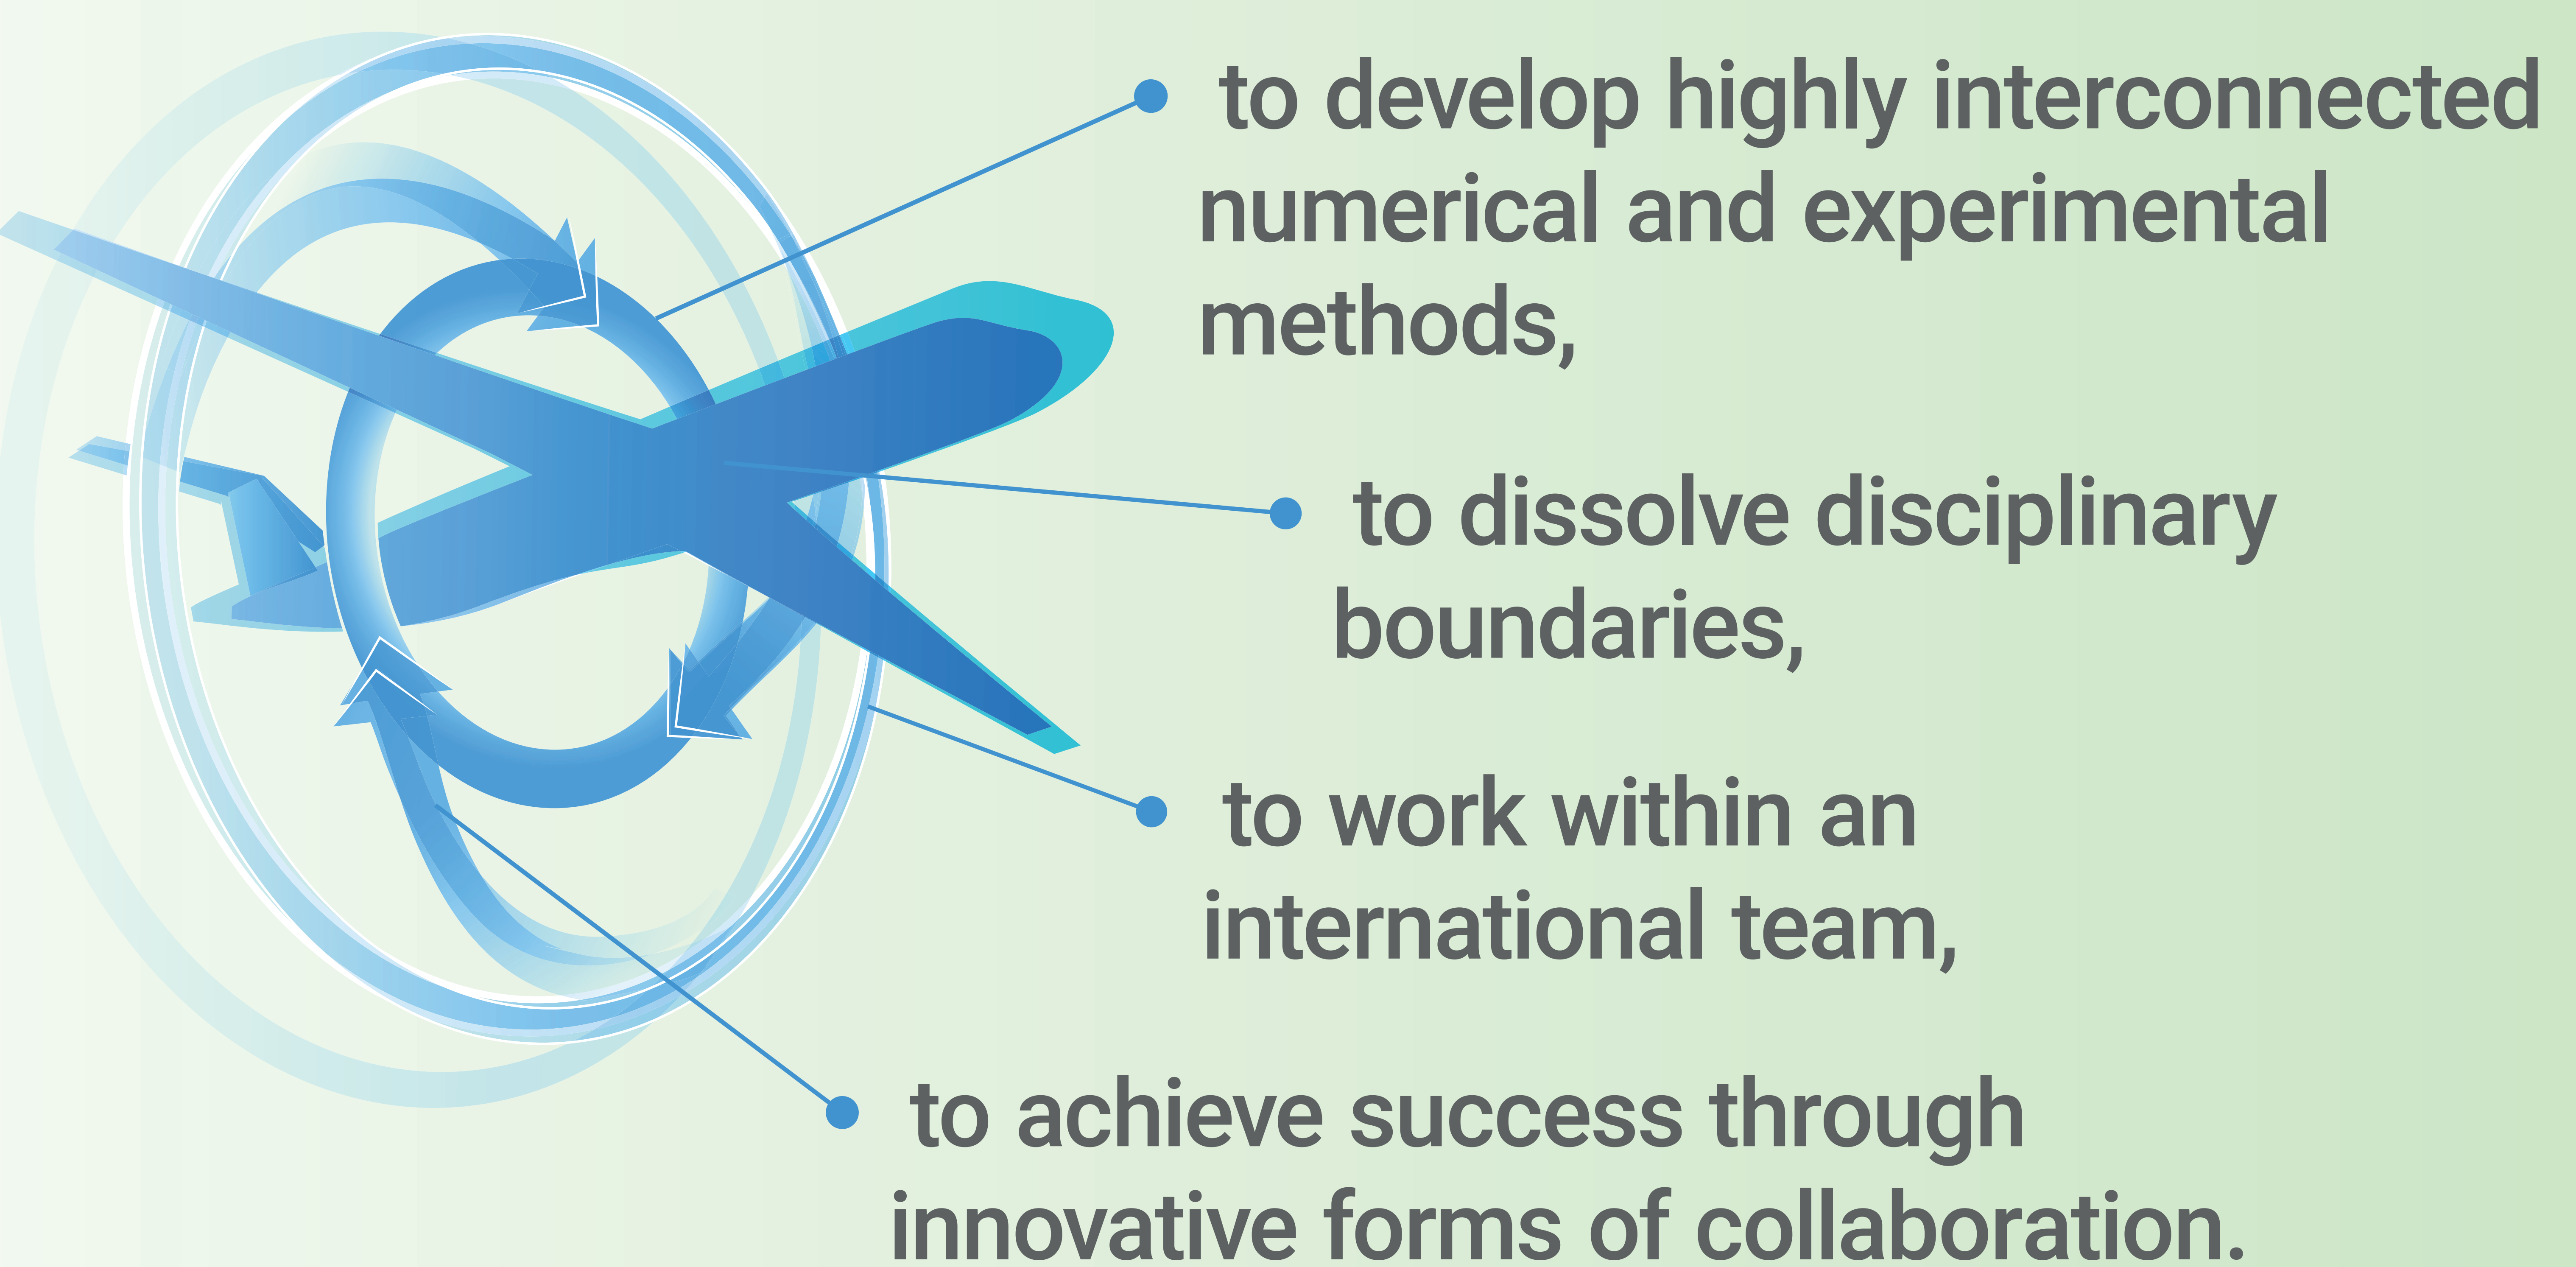 to develop highly interconnected
numerical and experimental
methods,
to dissolve disciplinary
boundaries,
to work within an
international team,
to achieve success through
innovative forms of collaboration.